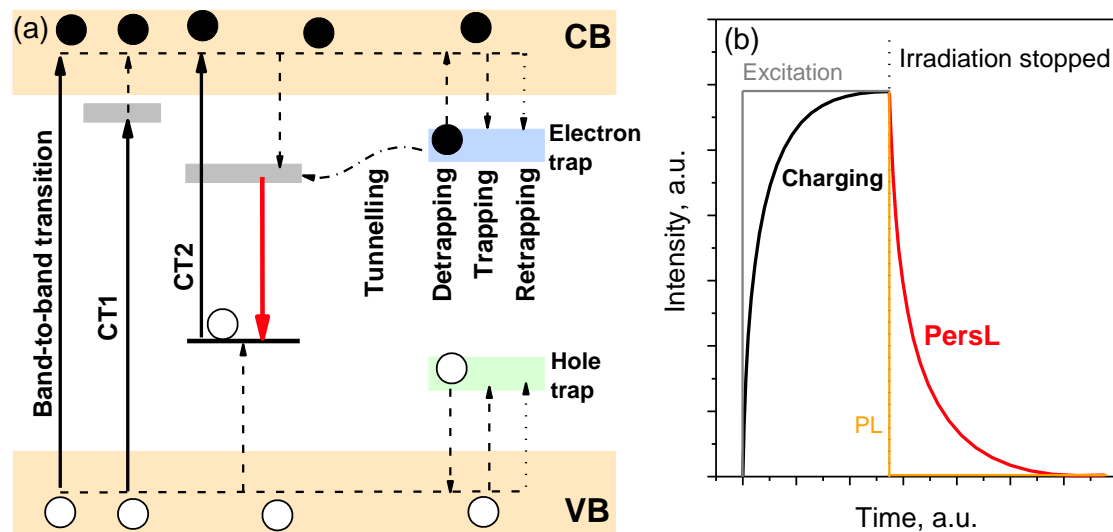 (a)
CB
Band-to-band transition
CT1
CT2
Tunnelling
Detrapping
Trapping
Retrapping
Electron
trap
Hole
trap
VB
(b)
Irradiation stopped
Excitation
Charging
PersL
PL
Intensity, a.u.
Time, a.u.